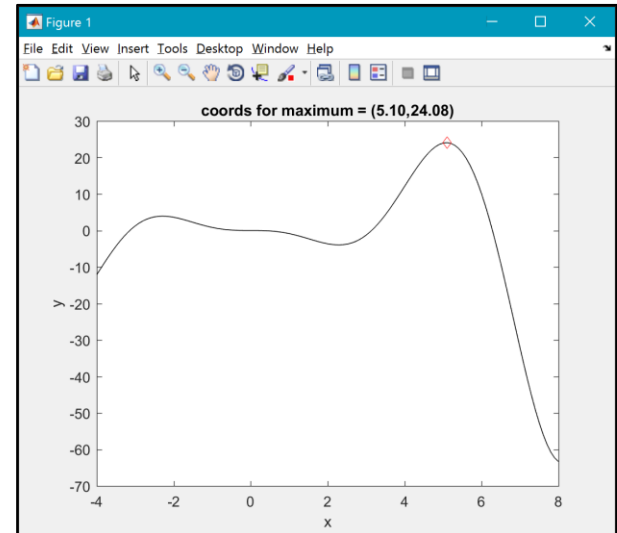 Figure 1
File Edit View Insert Tools Desktop Window Help
coords for maximum = (5.10,24.08)
30
20
10
0
-10
-20
-30
-40
-50
-60
-70
y
-4 -2 0 2 4 6 8
x